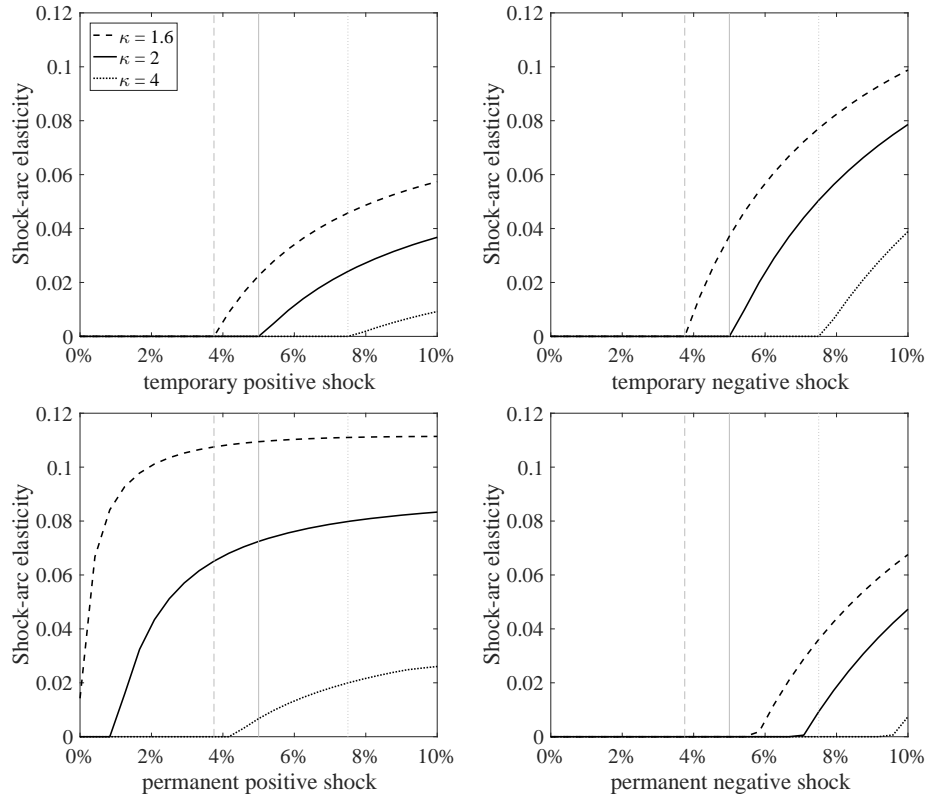 0.12
0.1
0.08
0.06
0.04
0.02
0
Shock-arc elasticity
κ = 1.6
κ = 2
κ = 4
0% 2% 4% 6% 8% 10%
temporary positive shock
0.12
0.1
0.08
0.06
0.04
0.02
0
Shock-arc elasticity
0% 2% 4% 6% 8% 10%
temporary negative shock
0.12
0.1
0.08
0.06
0.04
0.02
0
Shock-arc elasticity
0% 2% 4% 6% 8% 10%
permanent positive shock
0.12
0.1
0.08
0.06
0.04
0.02
0
Shock-arc elasticity
0% 2% 4% 6% 8% 10%
permanent negative shock